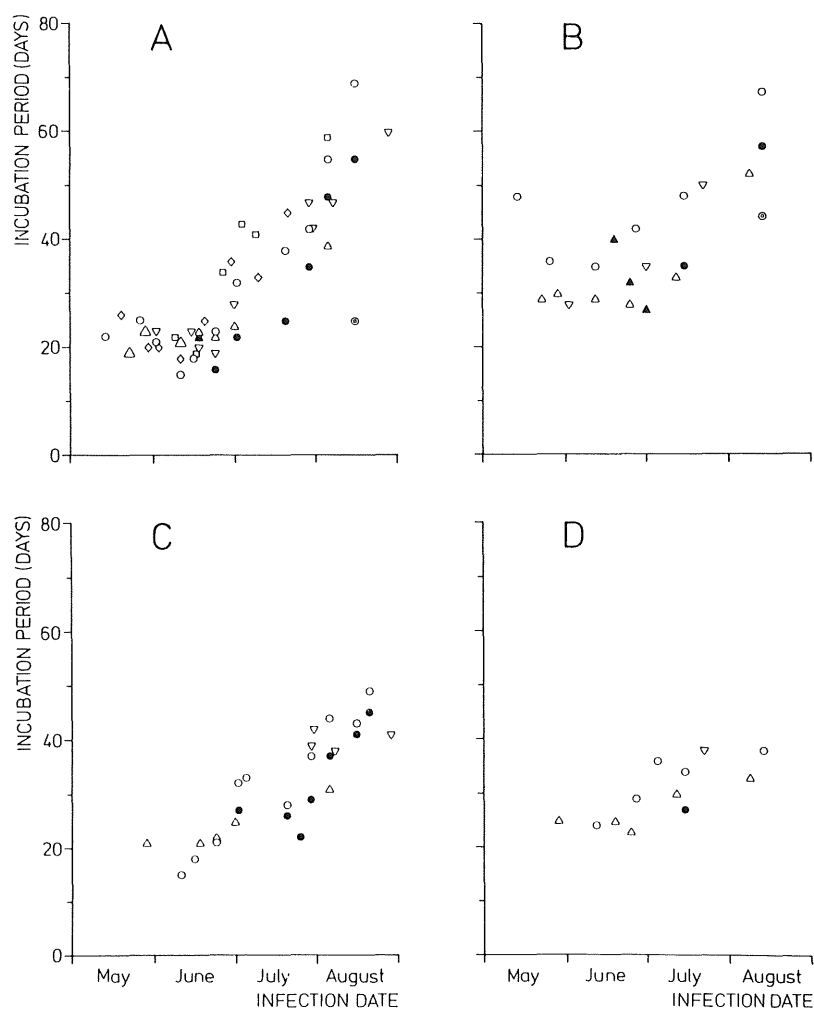 80
60
40
20
0
INCUBATION PERIOD (DAYS)
A
B
80
60
40
20
0
INCUBATION PERIOD (DAYS)
C
D
May June July August
INFECTION DATE
May June July August
INFECTION DATE